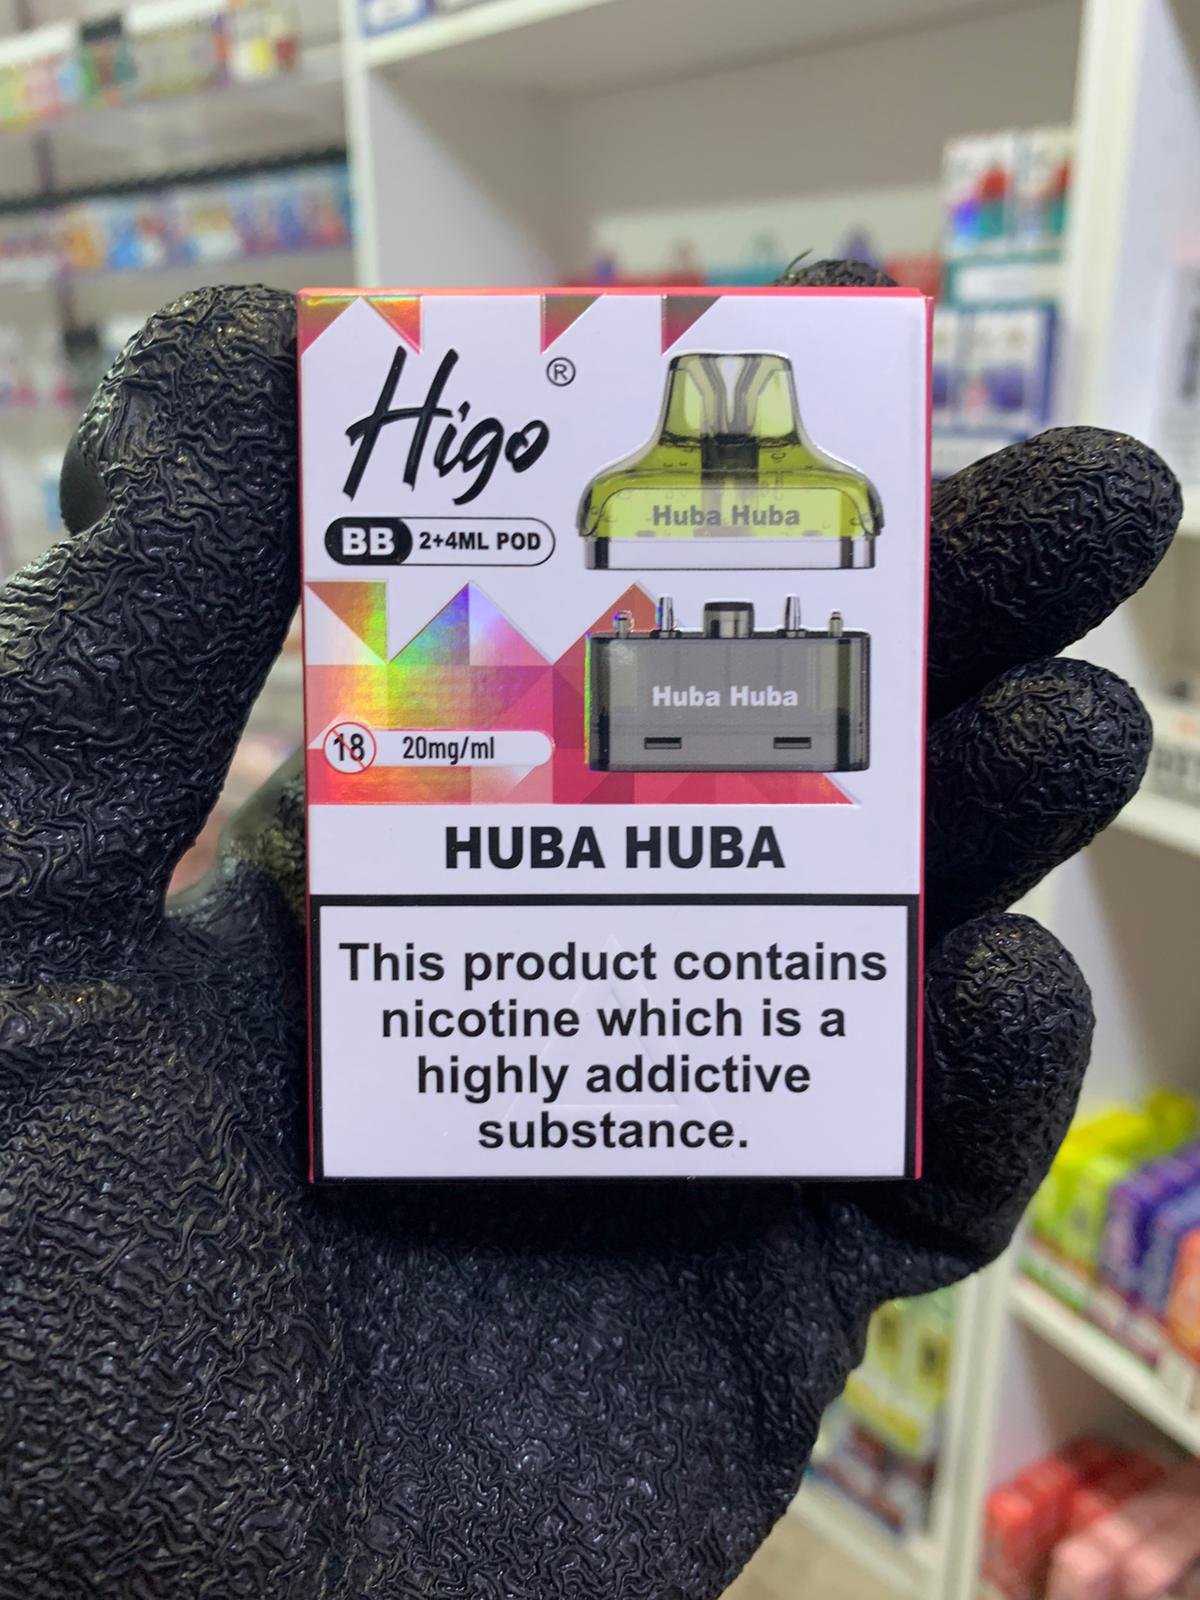 Higo®
BB 2+4ML POD
Huba Huba
Huba Huba
18 20mg/ml
HUBA HUBA
This product contains
nicotine which is a
highly addictive
substance.